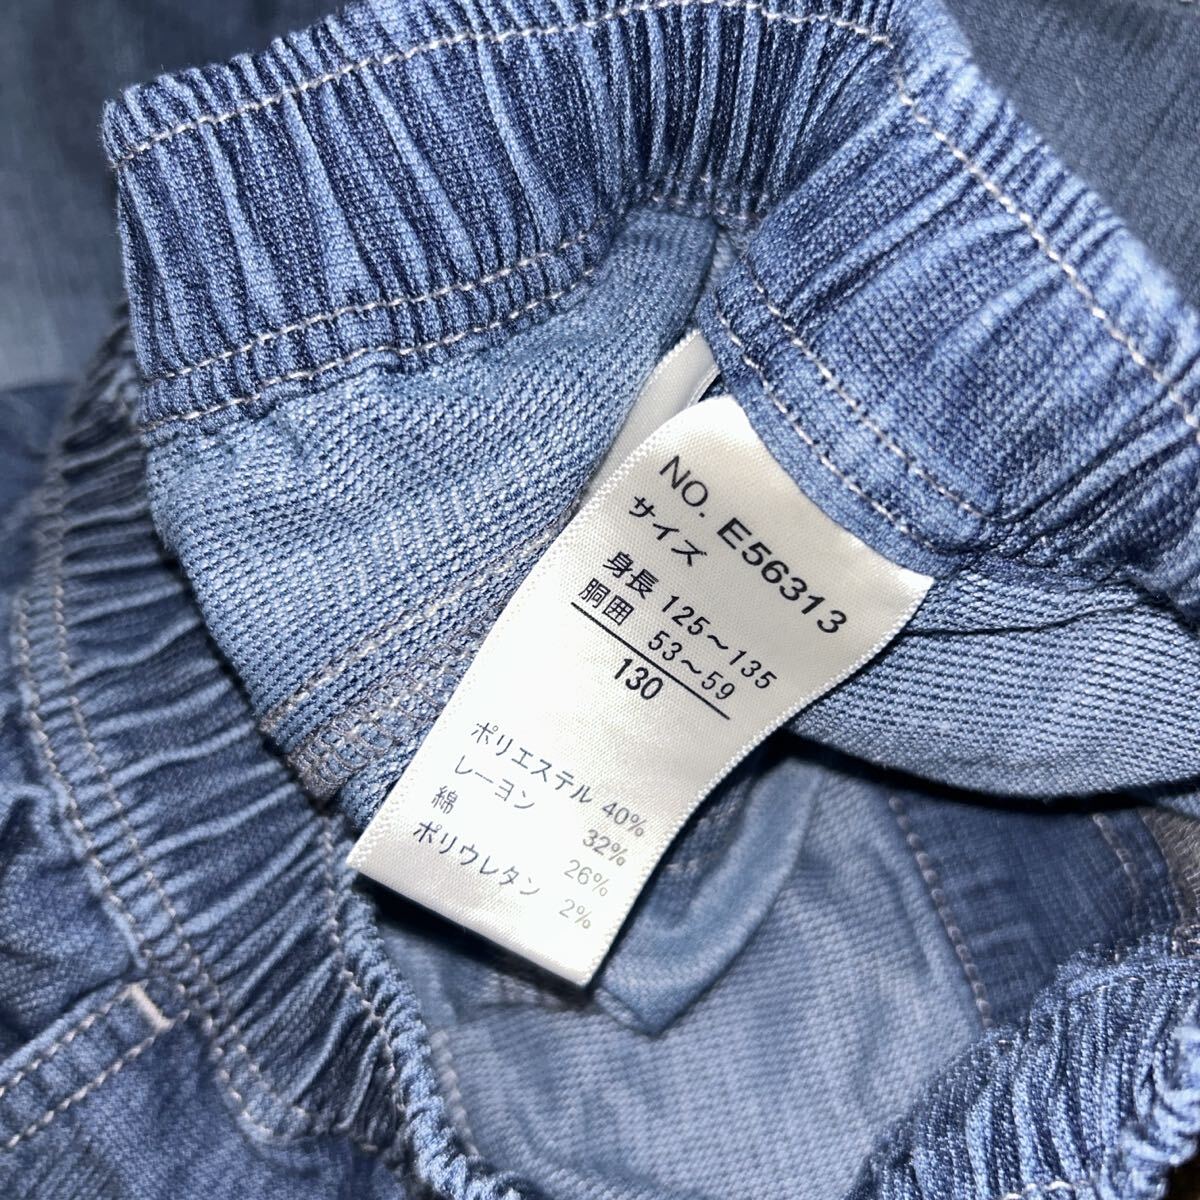 NO. E56313
サイズ
身長 125～135
胴囲 53～59
130
ポリエステル 40%
レーヨン 32%
綿 26%
ポリウレタン 2%